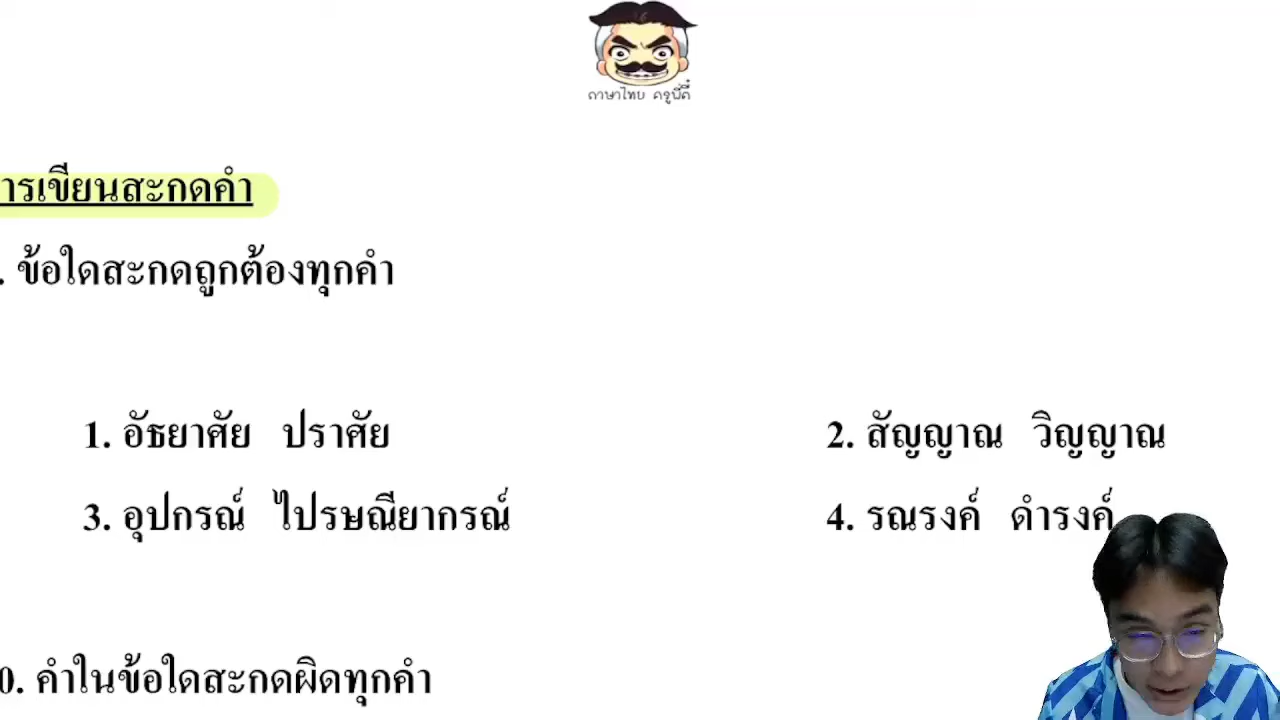 ภาษาไทย ครูบีตี้
ารเขียนสะกดคำ
. ข้อใดสะกดถูกต้องทุกคำ
1. อัธยาศัย ปราศัย
2. สัญญาณ วิญญาณ
3. อุปกรณ์ ไปรษณียากรณ์
4. รณรงค์ ดำรงค์
0. คำในข้อใดสะกดผิดทุกคำ